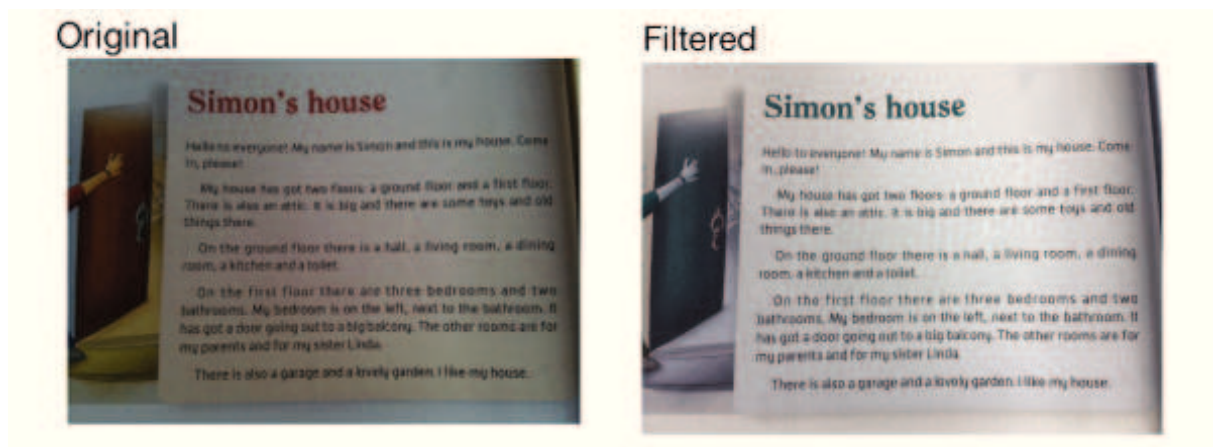 Original
Simon's house
Hello to everyone! My name is Simon and this is my house. Come
in, please!
My house has got two floors: a ground floor and a first floor.
There is also an attic. It is big and there are some toys and old
things there.
On the ground floor there is a hall, a living room, a dining
room, a kitchen and a toilet.
On the first floor there are three bedrooms and two
bathrooms. My bedroom is on the left, next to the bathroom. It
has got a door going out to a big balcony. The other rooms are for
my parents and for my sister Linda.
There is also a garage and a lovely garden. I like my house.
Filtered
Simon's house
Hello to everyone! My name is Simon and this is my house. Come
in, please!
My house has got two floors: a ground floor and a first floor.
There is also an attic. It is big and there are some toys and old
things there.
On the ground floor there is a hall, a living room, a dining
room, a kitchen and a toilet.
On the first floor there are three bedrooms and two
bathrooms. My bedroom is on the left, next to the bathroom. It
has got a door going out to a big balcony. The other rooms are for
my parents and for my sister Linda.
There is also a garage and a lovely garden. I like my house.